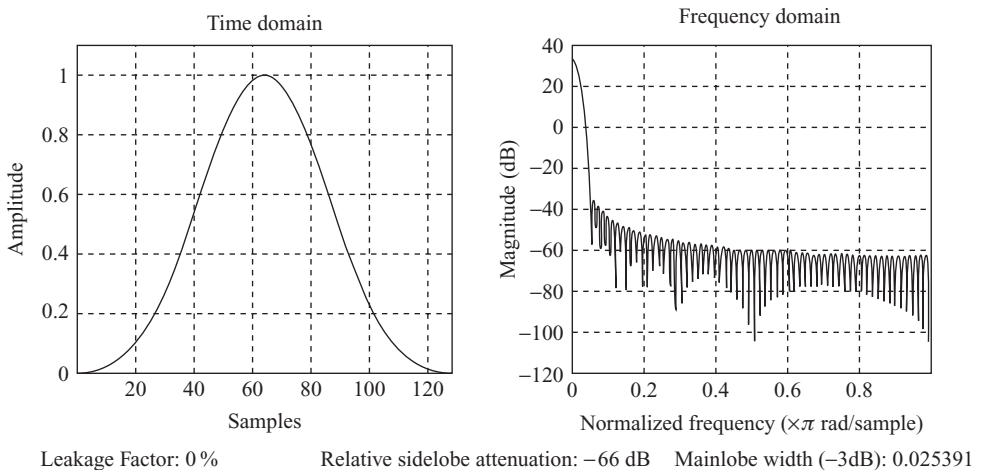 Time domain
Frequency domain
Amplitude
1
0.8
0.6
0.4
0.2
0
20 40 60 80 100 120
Samples
Magnitude (dB)
40
20
0
−20
−40
−60
−80
−100
−120
0 0.2 0.4 0.6 0.8
Normalized frequency (×π rad/sample)
Leakage Factor: 0 % Relative sidelobe attenuation: −66 dB Mainlobe width (−3dB): 0.025391